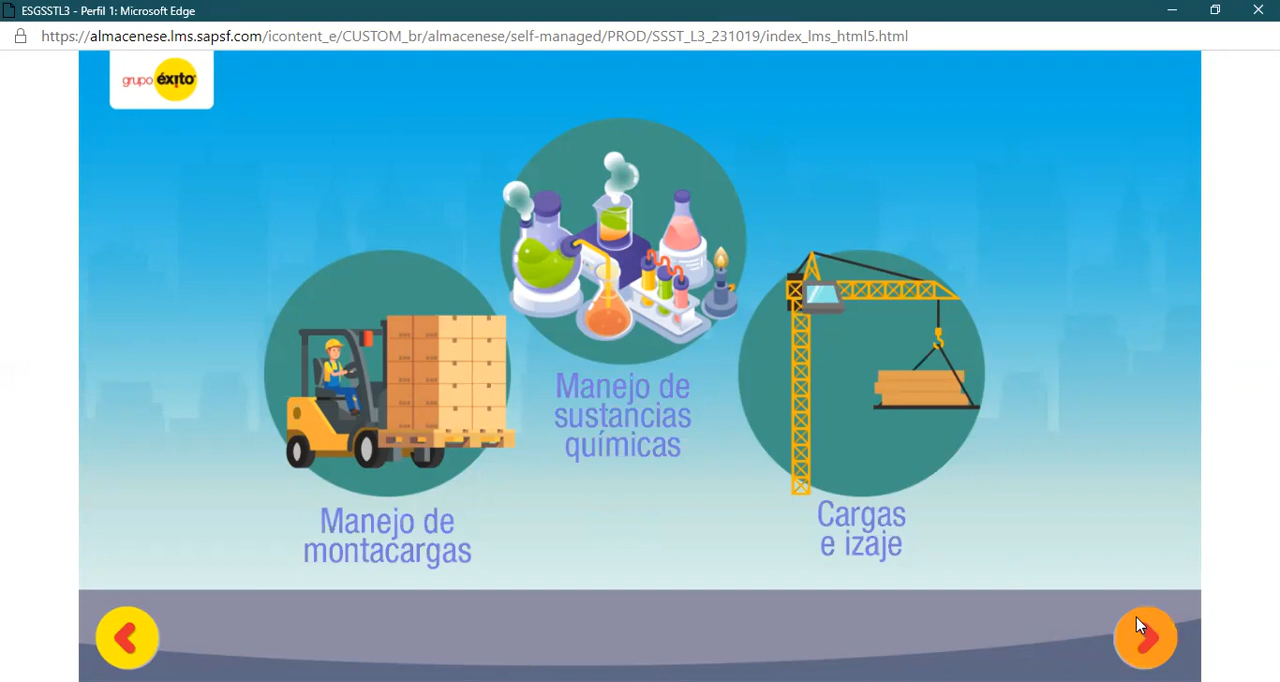 ESGSSTL3 - Perfil 1: Microsoft Edge
https://almacenese.lms.sapsf.com/icontent_e/CUSTOM_br/almacenese/self-managed/PROD/SSST_L3_231019/index_lms_html5.html
grupo éxito
Manejo de
sustancias
químicas
Manejo de
montacargas
Cargas
e izaje